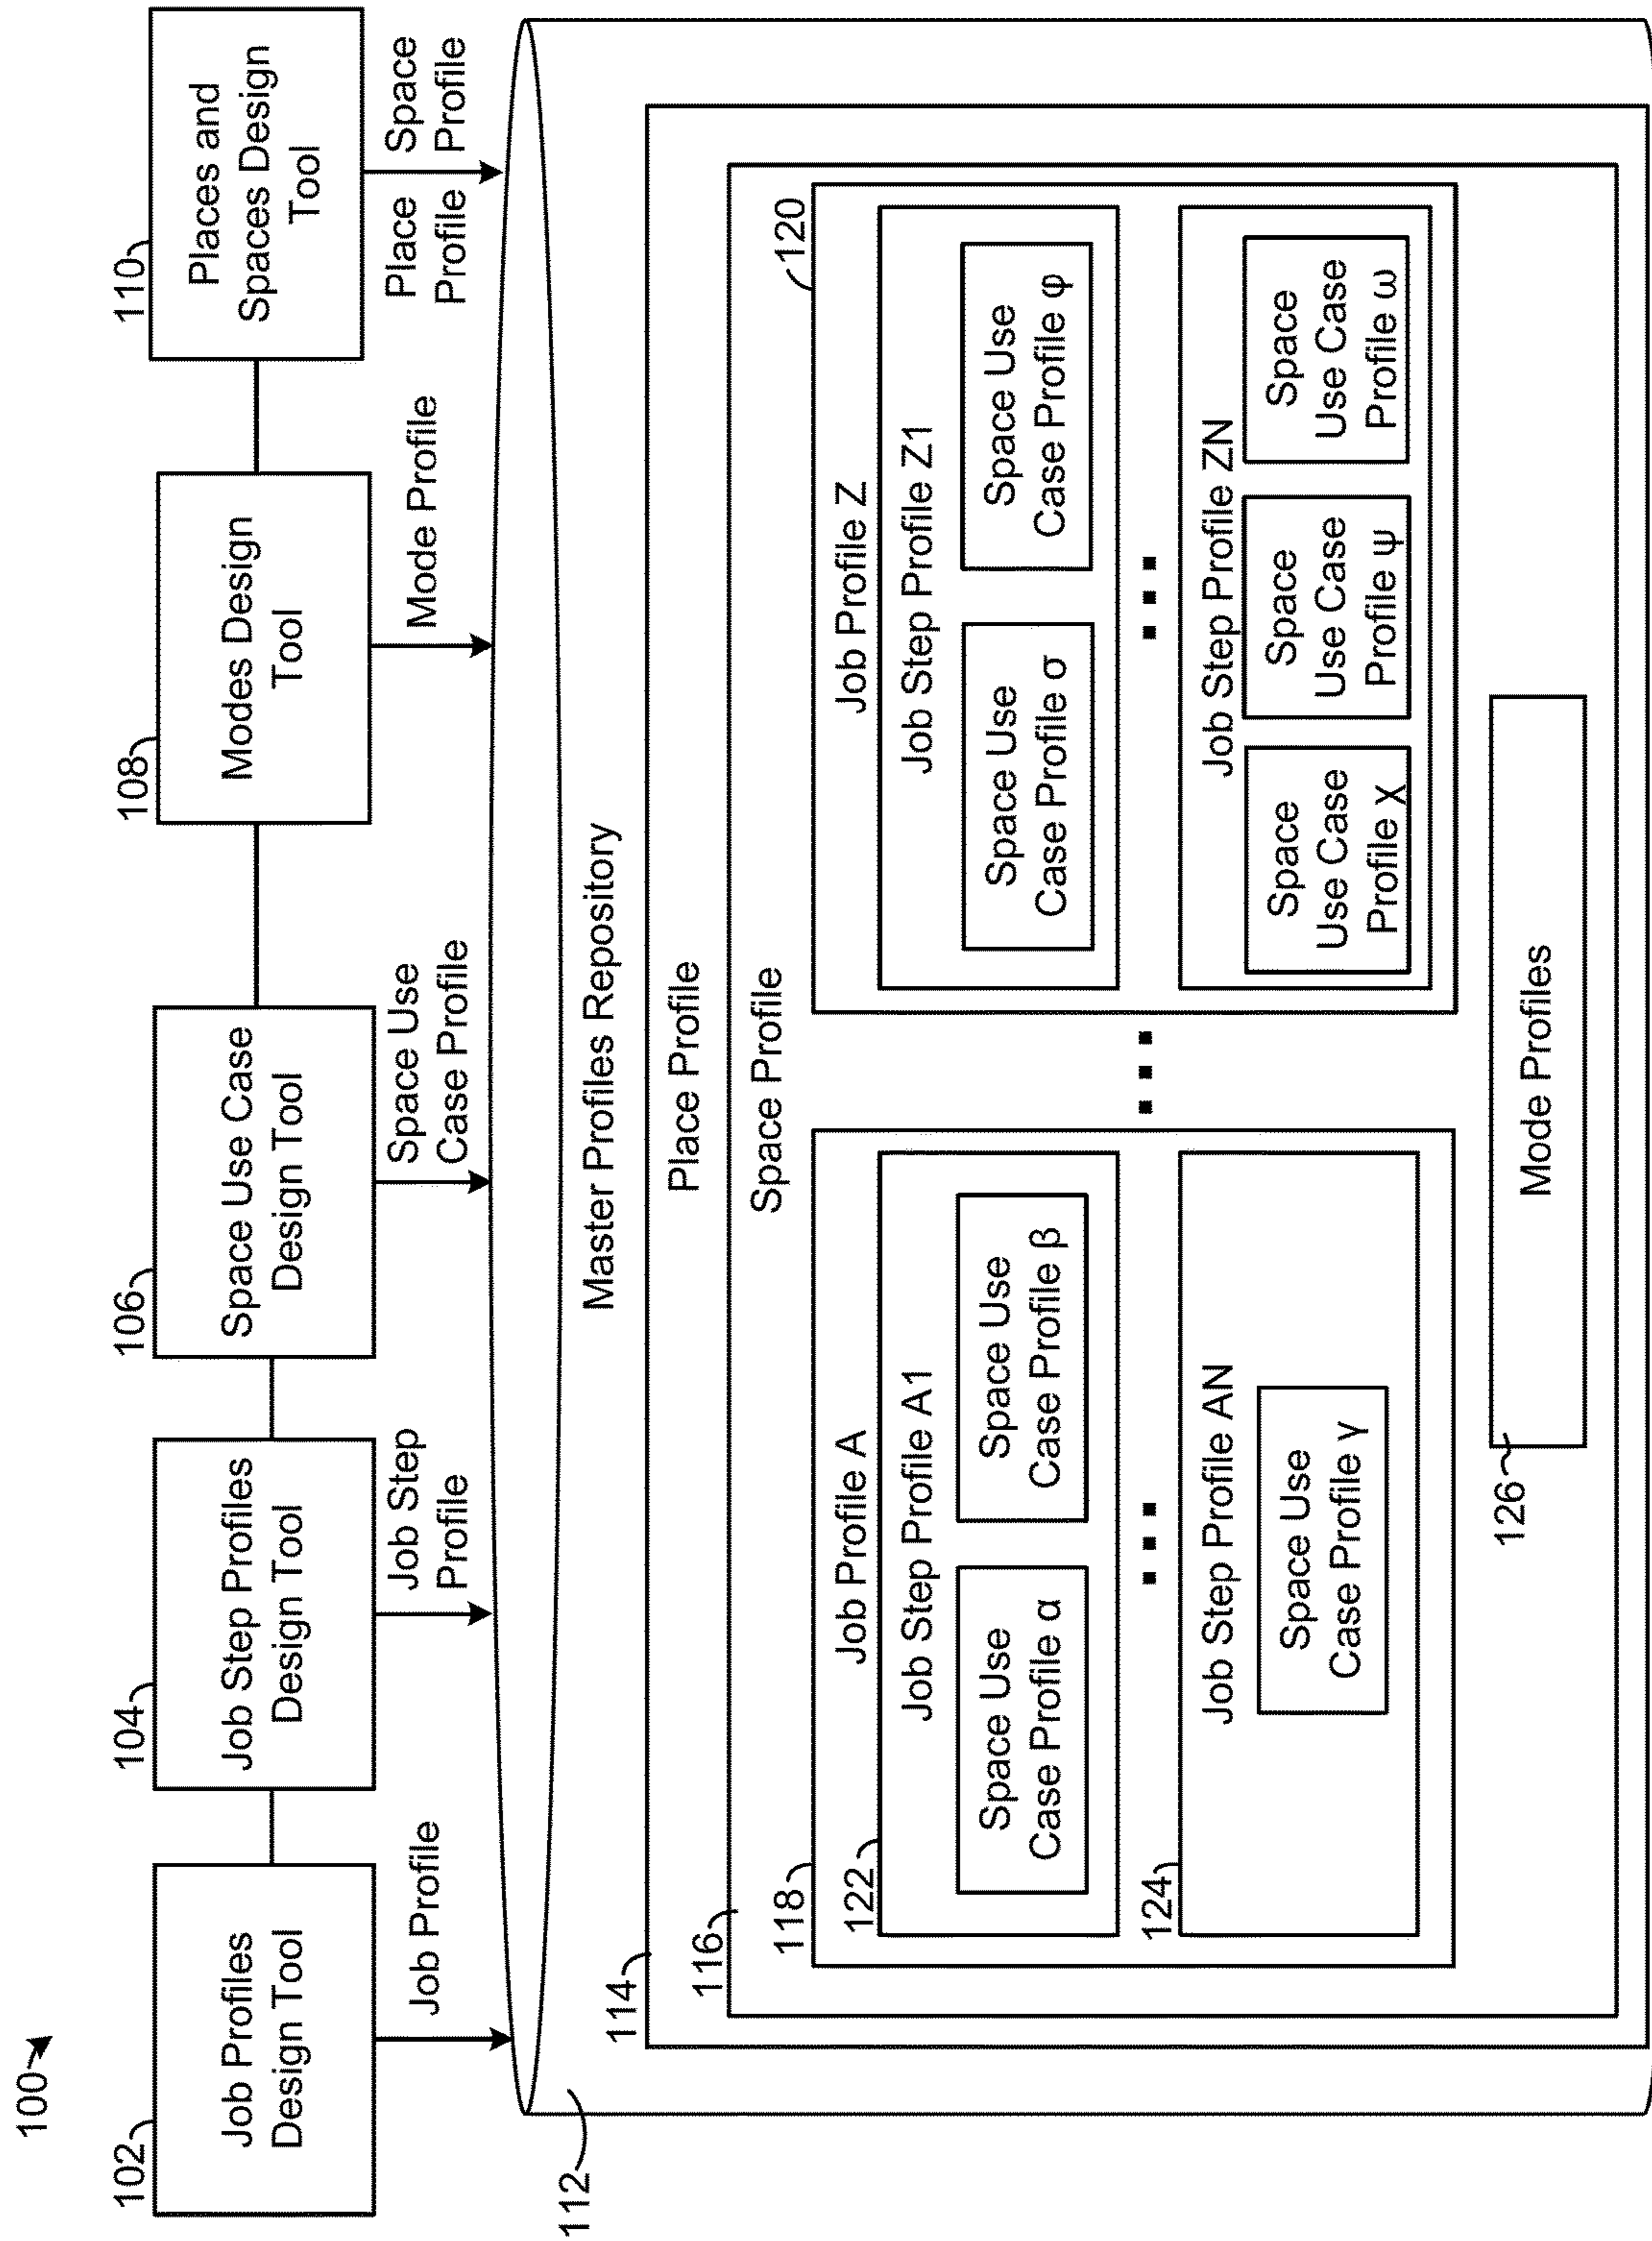 100
102
Job Profiles
Design Tool
104
Job Step Profiles
Design Tool
106
Space Use Case
Design Tool
108
Modes Design
Tool
110
Places and
Spaces Design
Tool
Job Profile
Job Step
Profile
Space Use
Case Profile
Mode Profile
Place
Profile
Space
Profile
112
Master Profiles Repository
114
Place Profile
116
Space Profile
118
Job Profile A
122
Job Step Profile A1
Space Use
Case Profile α
Space Use
Case Profile β
124
Job Step Profile AN
Space Use
Case Profile γ
120
Job Profile Z
Job Step Profile Z1
Space Use
Case Profile σ
Space Use
Case Profile φ
Job Step Profile ZN
Space
Use Case
Profile χ
Space
Use Case
Profile ψ
Space
Use Case
Profile ω
126
Mode Profiles